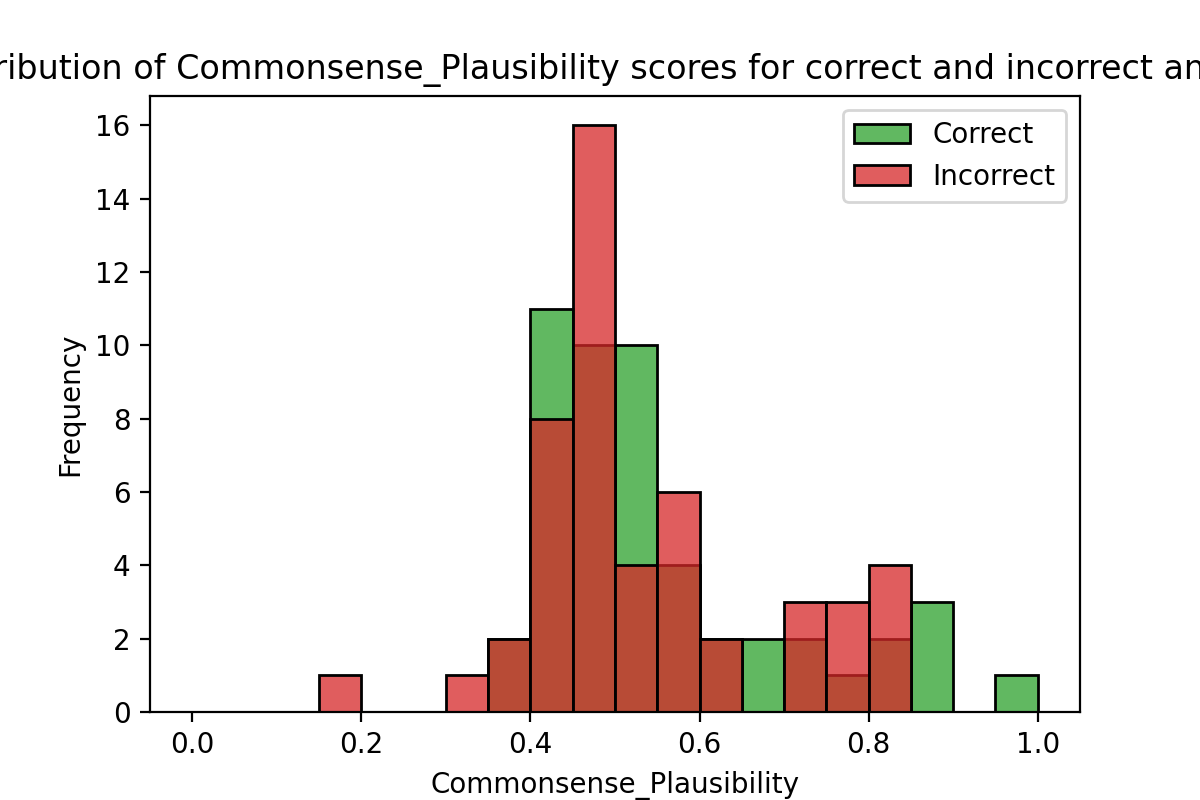 ribution of Commonsense_Plausibility scores for correct and incorrect an
Correct
Incorrect
16
14
12
10
8
6
4
2
0
Frequency
0.0 0.2 0.4 0.6 0.8 1.0
Commonsense_Plausibility